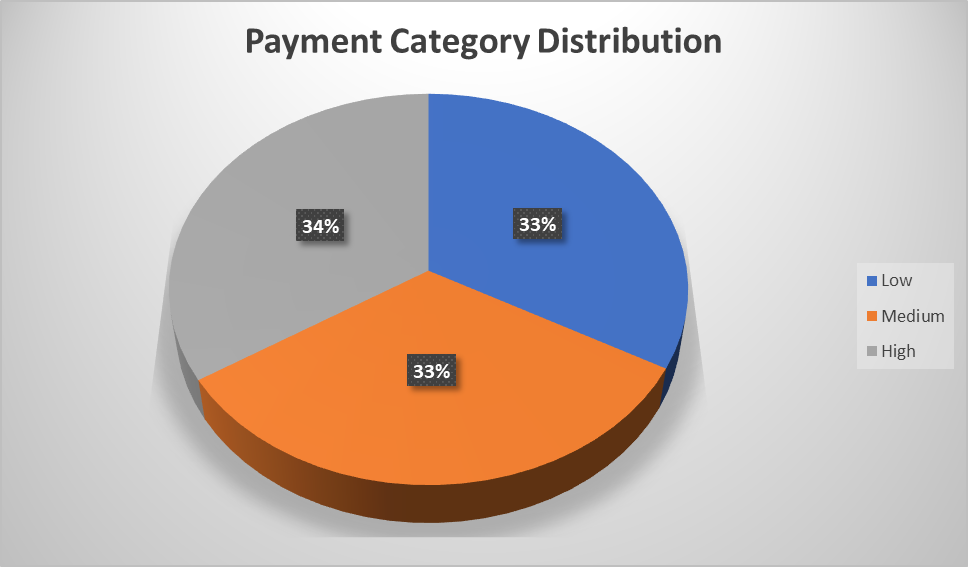 Payment Category Distribution
34%
33%
33%
Low
Medium
High